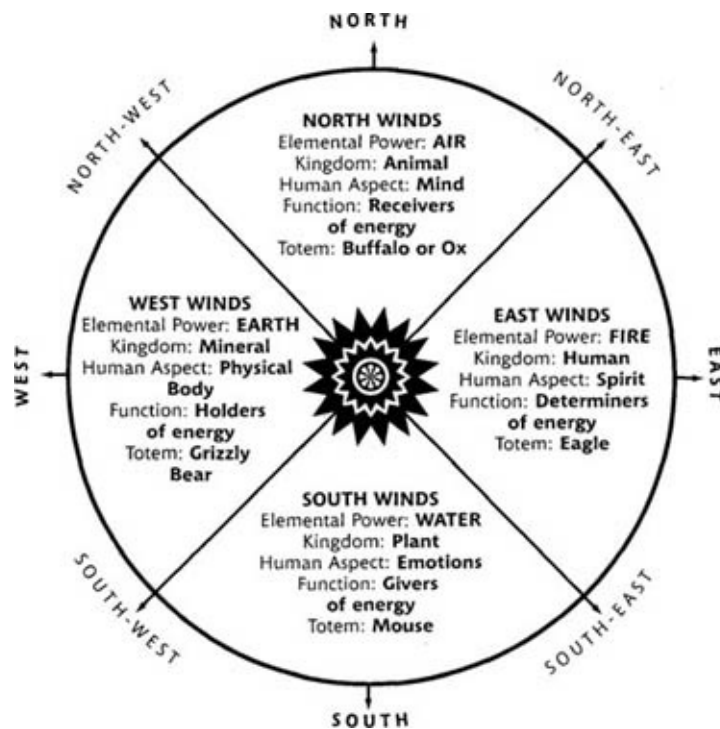 NORTH
NORTH-WEST
NORTH-EAST
NORTH WINDS
Elemental Power: AIR
Kingdom: Animal
Human Aspect: Mind
Function: Receivers
of energy
Totem: Buffalo or Ox
WEST
WEST WINDS
Elemental Power: EARTH
Kingdom: Mineral
Human Aspect: Physical
Body
Function: Holders
of energy
Totem: Grizzly
Bear
EAST WINDS
Elemental Power: FIRE
Kingdom: Human
Human Aspect: Spirit
Function: Determiners
of energy
Totem: Eagle
EAST
SOUTH WINDS
Elemental Power: WATER
Kingdom: Plant
Human Aspect: Emotions
Function: Givers
of energy
Totem: Mouse
SOUTH-WEST
SOUTH-EAST
SOUTH